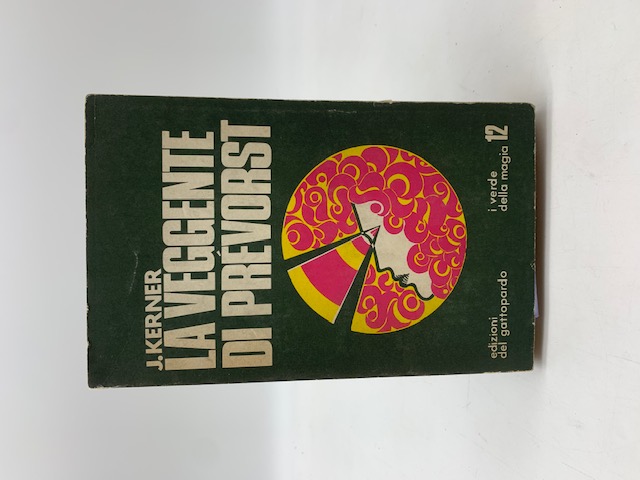 J. KERNER
LA VEGGENTE
DI PRÉVORST
edizioni
del gattopardo
i verde
della magia 12